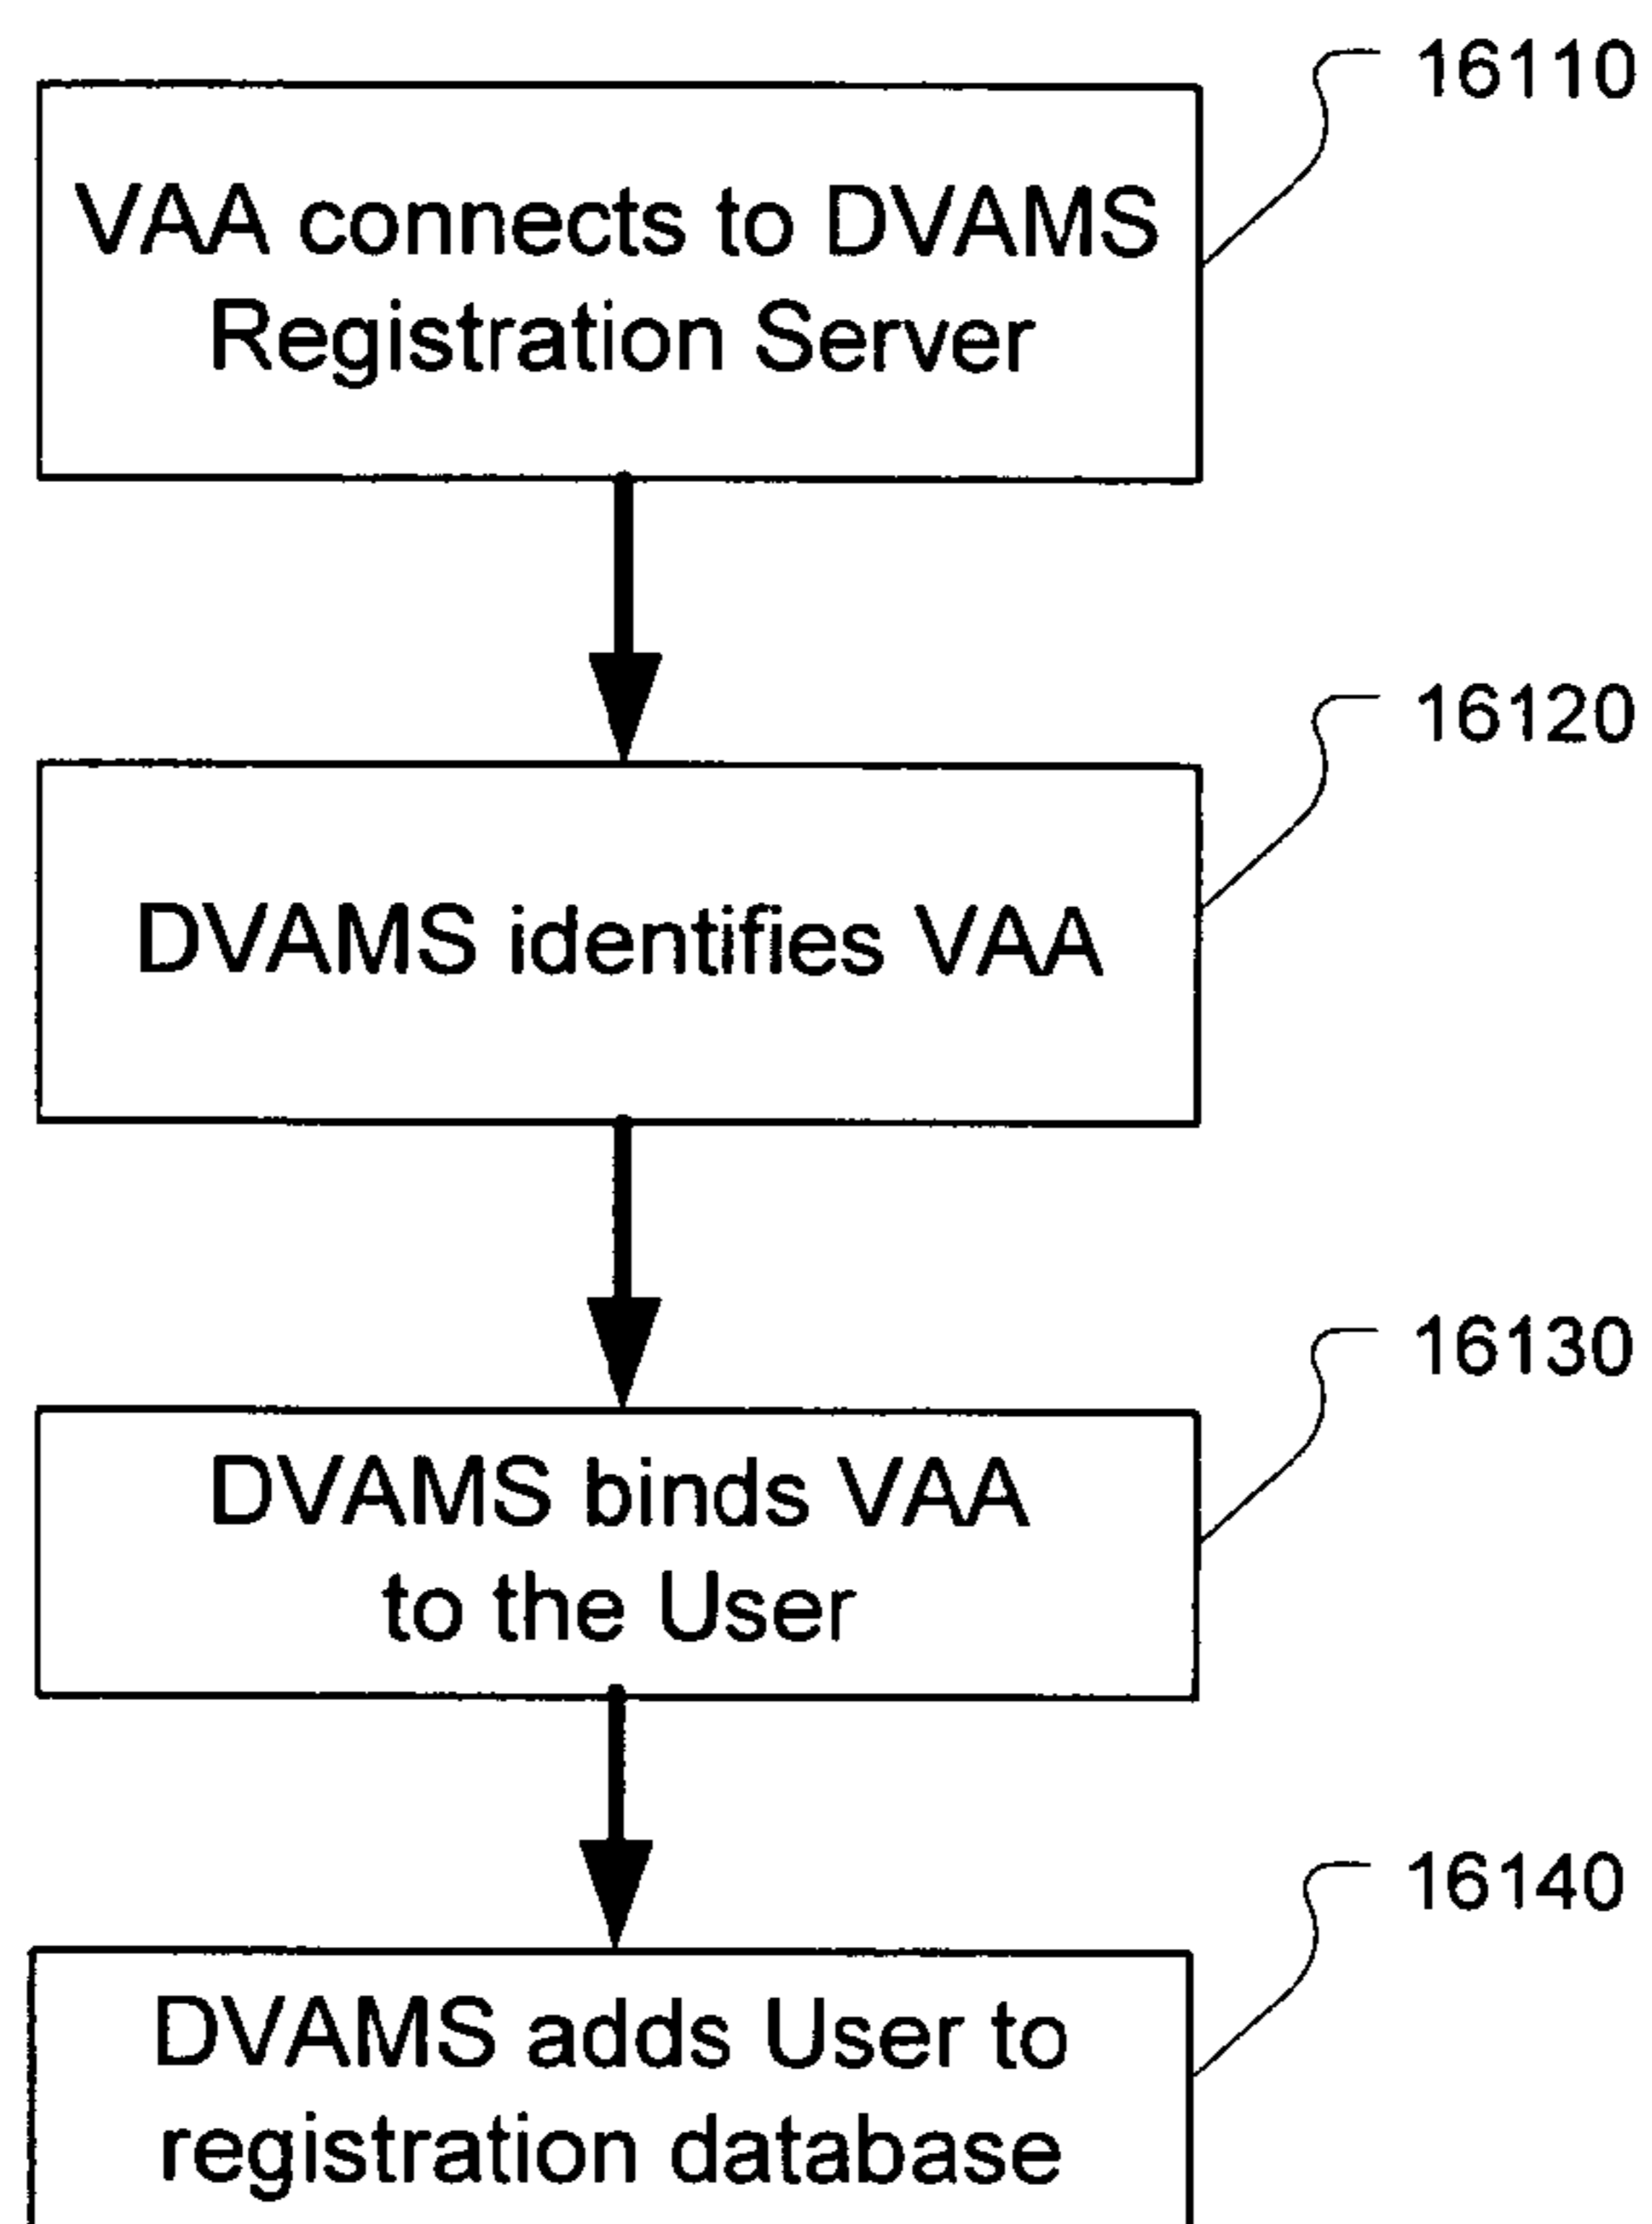 16110
VAA connects to DVAMS
Registration Server
16120
DVAMS identifies VAA
16130
DVAMS binds VAA
to the User
16140
DVAMS adds User to
registration database